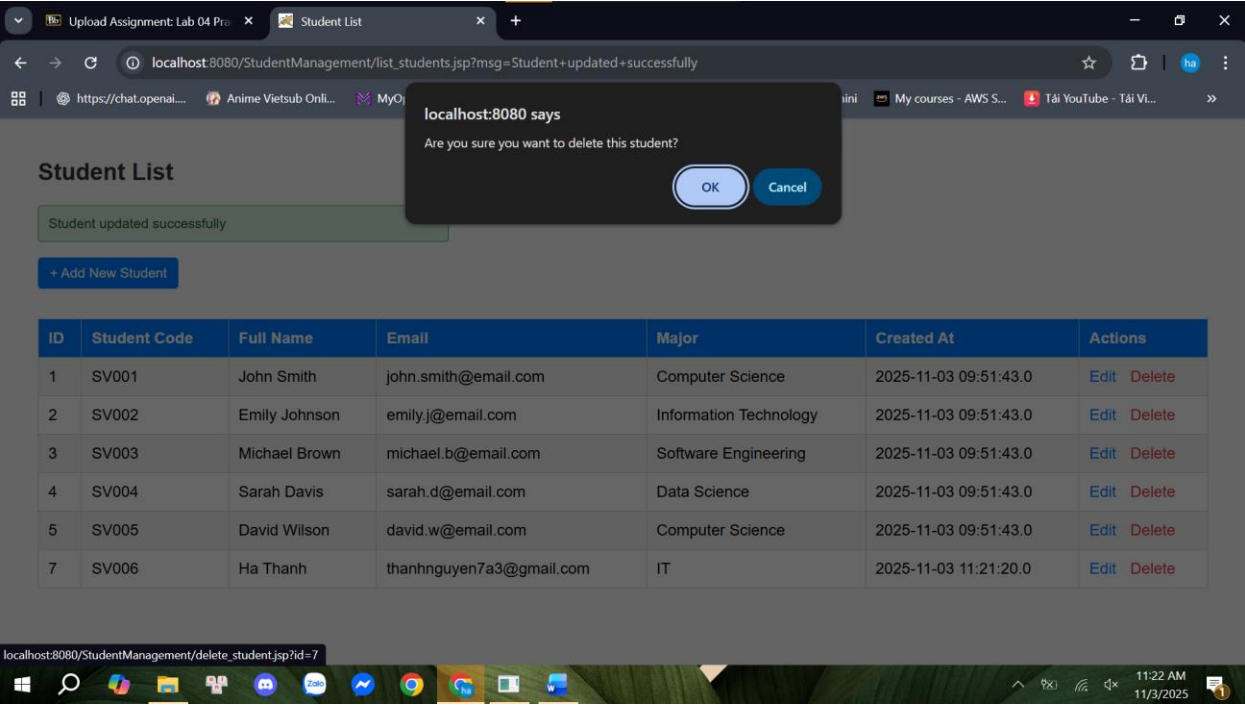 Upload Assignment: Lab 04 Pra
Student List
localhost:8080/StudentManagement/list_students.jsp?msg=Student+updated+successfully
ha
https://chat.openai....
Anime Vietsub Onli...
MyO
ini
My courses - AWS S...
Tải YouTube - Tải Vi...
localhost:8080 says
Are you sure you want to delete this student?
OK
Cancel
Student List
Student updated successfully
+ Add New Student
ID Student Code Full Name Email Major Created At Actions
1 SV001 John Smith john.smith@email.com Computer Science 2025-11-03 09:51:43.0 Edit Delete
2 SV002 Emily Johnson emily.j@email.com Information Technology 2025-11-03 09:51:43.0 Edit Delete
3 SV003 Michael Brown michael.b@email.com Software Engineering 2025-11-03 09:51:43.0 Edit Delete
4 SV004 Sarah Davis sarah.d@email.com Data Science 2025-11-03 09:51:43.0 Edit Delete
5 SV005 David Wilson david.w@email.com Computer Science 2025-11-03 09:51:43.0 Edit Delete
7 SV006 Ha Thanh thanhnguyen7a3@gmail.com IT 2025-11-03 11:21:20.0 Edit Delete
localhost:8080/StudentManagement/delete_student.jsp?id=7
Zalo
ha
11:22 AM
11/3/2025
1